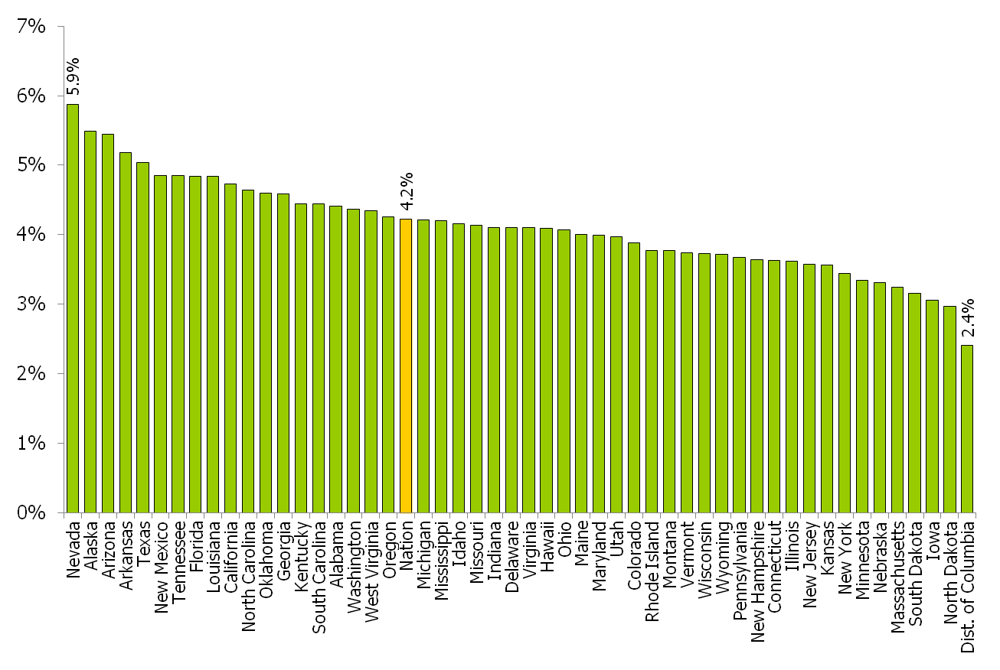 7%
6%
5%
4%
3%
2%
1%
0%
5.9%
4.2%
2.4%
Nevada
Alaska
Arizona
Arkansas
Texas
New Mexico
Tennessee
Florida
Louisiana
California
North Carolina
Oklahoma
Georgia
Kentucky
South Carolina
Alabama
Washington
West Virginia
Oregon
Nation
Michigan
Mississippi
Idaho
Missouri
Indiana
Delaware
Virginia
Hawaii
Ohio
Maine
Maryland
Utah
Colorado
Rhode Island
Montana
Vermont
Wisconsin
Wyoming
Pennsylvania
New Hampshire
Connecticut
Illinois
New Jersey
Kansas
New York
Minnesota
Nebraska
Massachusetts
South Dakota
Iowa
North Dakota
Dist. of Columbia